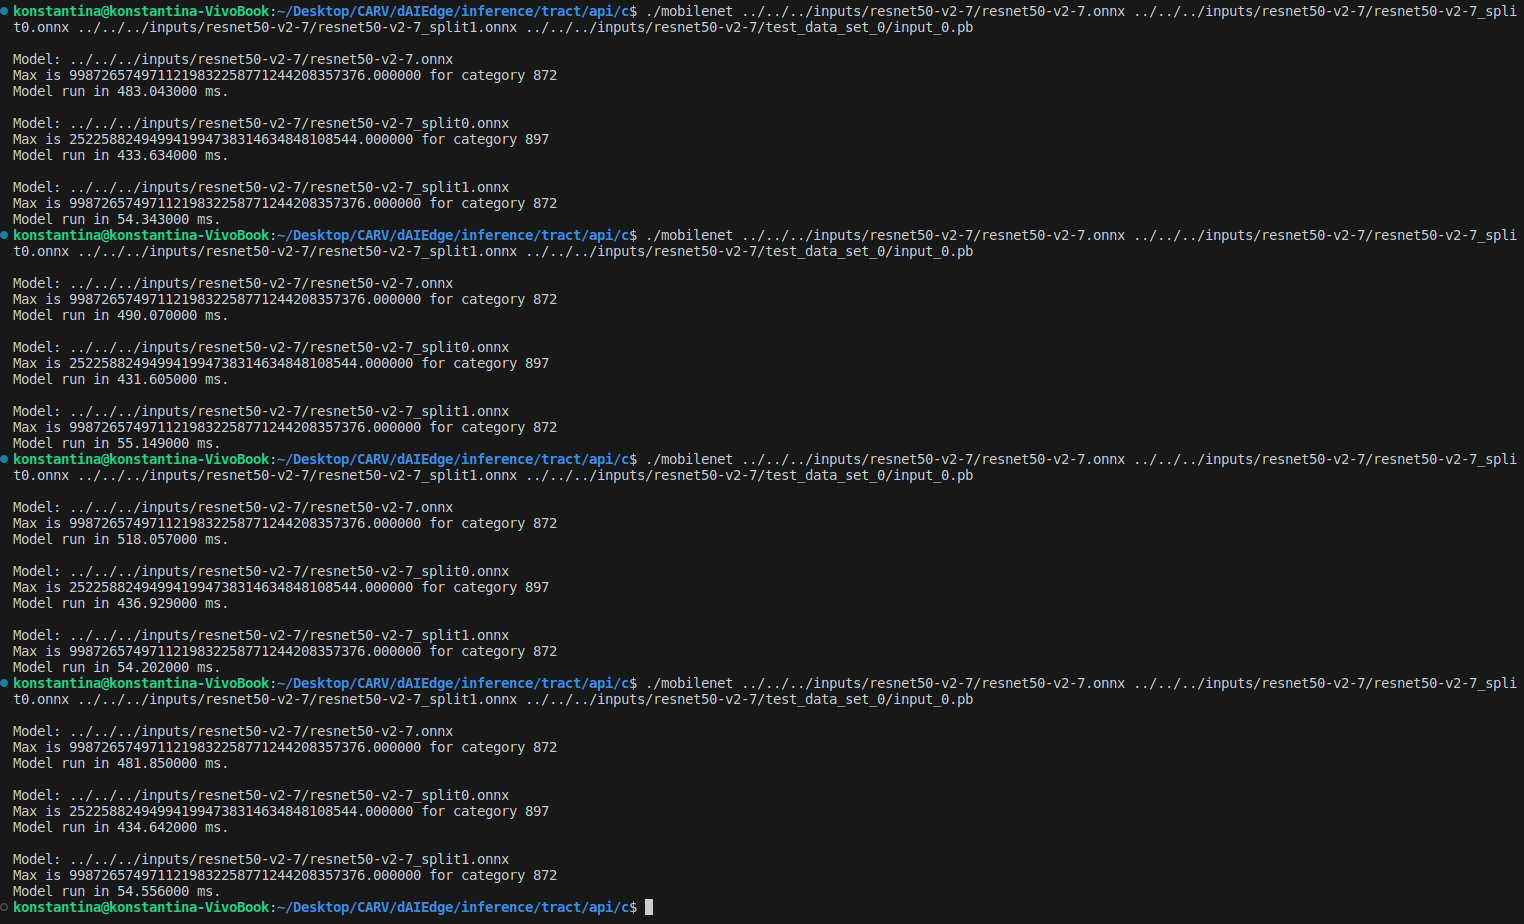 konstantina@konstantina-VivoBook:~/Desktop/CARV/dAIEdge/inference/tract/api/c$ ./mobilenet ../../../inputs/resnet50-v2-7/resnet50-v2-7.onnx ../../../inputs/resnet50-v2-7/resnet50-v2-7_spli
t0.onnx ../../../inputs/resnet50-v2-7/resnet50-v2-7_split1.onnx ../../../inputs/resnet50-v2-7/test_data_set_0/input_0.pb

Model: ../../../inputs/resnet50-v2-7/resnet50-v2-7.onnx
Max is 998726574971121983225877124420835737​6.000000 for category 872
Model run in 483.043000 ms.

Model: ../../../inputs/resnet50-v2-7/resnet50-v2-7_split0.onnx
Max is 2522588249499419947383146348481085​44.000000 for category 897
Model run in 433.634000 ms.

Model: ../../../inputs/resnet50-v2-7/resnet50-v2-7_split1.onnx
Max is 9987265749711219832258771244208357376.000000 for category 872
Model run in 54.343000 ms.
konstantina@konstantina-VivoBook:~/Desktop/CARV/dAIEdge/inference/tract/api/c$ ./mobilenet ../../../inputs/resnet50-v2-7/resnet50-v2-7.onnx ../../../inputs/resnet50-v2-7/resnet50-v2-7_spli
t0.onnx ../../../inputs/resnet50-v2-7/resnet50-v2-7_split1.onnx ../../../inputs/resnet50-v2-7/test_data_set_0/input_0.pb

Model: ../../../inputs/resnet50-v2-7/resnet50-v2-7.onnx
Max is 9987265749711219832258771244208357376.000000 for category 872
Model run in 490.070000 ms.

Model: ../../../inputs/resnet50-v2-7/resnet50-v2-7_split0.onnx
Max is 252258824949941994738314634848108544.000000 for category 897
Model run in 431.605000 ms.

Model: ../../../inputs/resnet50-v2-7/resnet50-v2-7_split1.onnx
Max is 9987265749711219832258771244208357376.000000 for category 872
Model run in 55.149000 ms.
konstantina@konstantina-VivoBook:~/Desktop/CARV/dAIEdge/inference/tract/api/c$ ./mobilenet ../../../inputs/resnet50-v2-7/resnet50-v2-7.onnx ../../../inputs/resnet50-v2-7/resnet50-v2-7_spli
t0.onnx ../../../inputs/resnet50-v2-7/resnet50-v2-7_split1.onnx ../../../inputs/resnet50-v2-7/test_data_set_0/input_0.pb

Model: ../../../inputs/resnet50-v2-7/resnet50-v2-7.onnx
Max is 9987265749711219832258771244208357376.000000 for category 872
Model run in 518.057000 ms.

Model: ../../../inputs/resnet50-v2-7/resnet50-v2-7_split0.onnx
Max is 252258824949941994738314634848108544.000000 for category 897
Model run in 436.929000 ms.

Model: ../../../inputs/resnet50-v2-7/resnet50-v2-7_split1.onnx
Max is 9987265749711219832258771244208357376.000000 for category 872
Model run in 54.202000 ms.
konstantina@konstantina-VivoBook:~/Desktop/CARV/dAIEdge/inference/tract/api/c$ ./mobilenet ../../../inputs/resnet50-v2-7/resnet50-v2-7.onnx ../../../inputs/resnet50-v2-7/resnet50-v2-7_spli
t0.onnx ../../../inputs/resnet50-v2-7/resnet50-v2-7_split1.onnx ../../../inputs/resnet50-v2-7/test_data_set_0/input_0.pb

Model: ../../../inputs/resnet50-v2-7/resnet50-v2-7.onnx
Max is 9987265749711219832258771244208357376.000000 for category 872
Model run in 481.850000 ms.

Model: ../../../inputs/resnet50-v2-7/resnet50-v2-7_split0.onnx
Max is 252258824949941994738314634848108544.000000 for category 897
Model run in 434.642000 ms.

Model: ../../../inputs/resnet50-v2-7/resnet50-v2-7_split1.onnx
Max is 9987265749711219832258771244208357376.000000 for category 872
Model run in 54.556000 ms.
konstantina@konstantina-VivoBook:~/Desktop/CARV/dAIEdge/inference/tract/api/c$